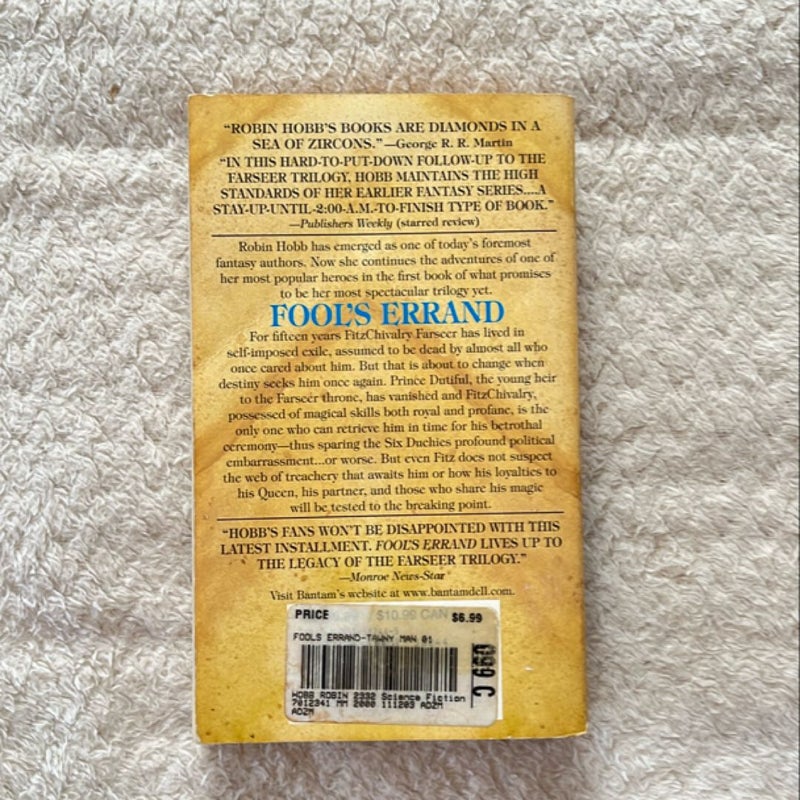 “ROBIN HOBB’S BOOKS ARE DIAMONDS IN A
SEA OF ZIRCONS.”—George R. R. Martin
“IN THIS HARD-TO-PUT-DOWN FOLLOW-UP TO THE
FARSEER TRILOGY, HOBB MAINTAINS THE HIGH
STANDARDS OF HER EARLIER FANTASY SERIES....A
STAY-UP-UNTIL-2:00-A.M.-TO-FINISH TYPE OF BOOK.”
—Publishers Weekly (starred review)
Robin Hobb has emerged as one of today’s foremost
fantasy authors. Now she continues the adventures of one of
her most popular heroes in the first book of what promises
to be her most spectacular trilogy yet.
FOOL’S ERRAND
For fifteen years FitzChivalry Farseer has lived in
self-imposed exile, assumed to be dead by almost all who
once cared about him. But that is about to change when
destiny seeks him once again. Prince Dutiful, the young heir
to the Farseer throne, has vanished and FitzChivalry,
possessed of magical skills both royal and profane, is the
only one who can retrieve him in time for his betrothal
ceremony—thus sparing the Six Duchies profound political
embarrassment...or worse. But even Fitz does not suspect
the web of treachery that awaits him or how his loyalties to
his Queen, his partner, and those who share his magic
will be tested to the breaking point.
“HOBB’S FANS WON’T BE DISAPPOINTED WITH THIS
LATEST INSTALLMENT. FOOL’S ERRAND LIVES UP TO
THE LEGACY OF THE FARSEER TRILOGY.”
—Monroe News-Star
Visit Bantam’s website at www.bantamdell.com.
PRICE / $10.99 CAN $6.99
FOOLS ERRAND-TAWNY MAN 01
099 C
HOBB ROBIN 2332 Science Fiction
7012341 MM 2000 111203 AD2M
AD2M